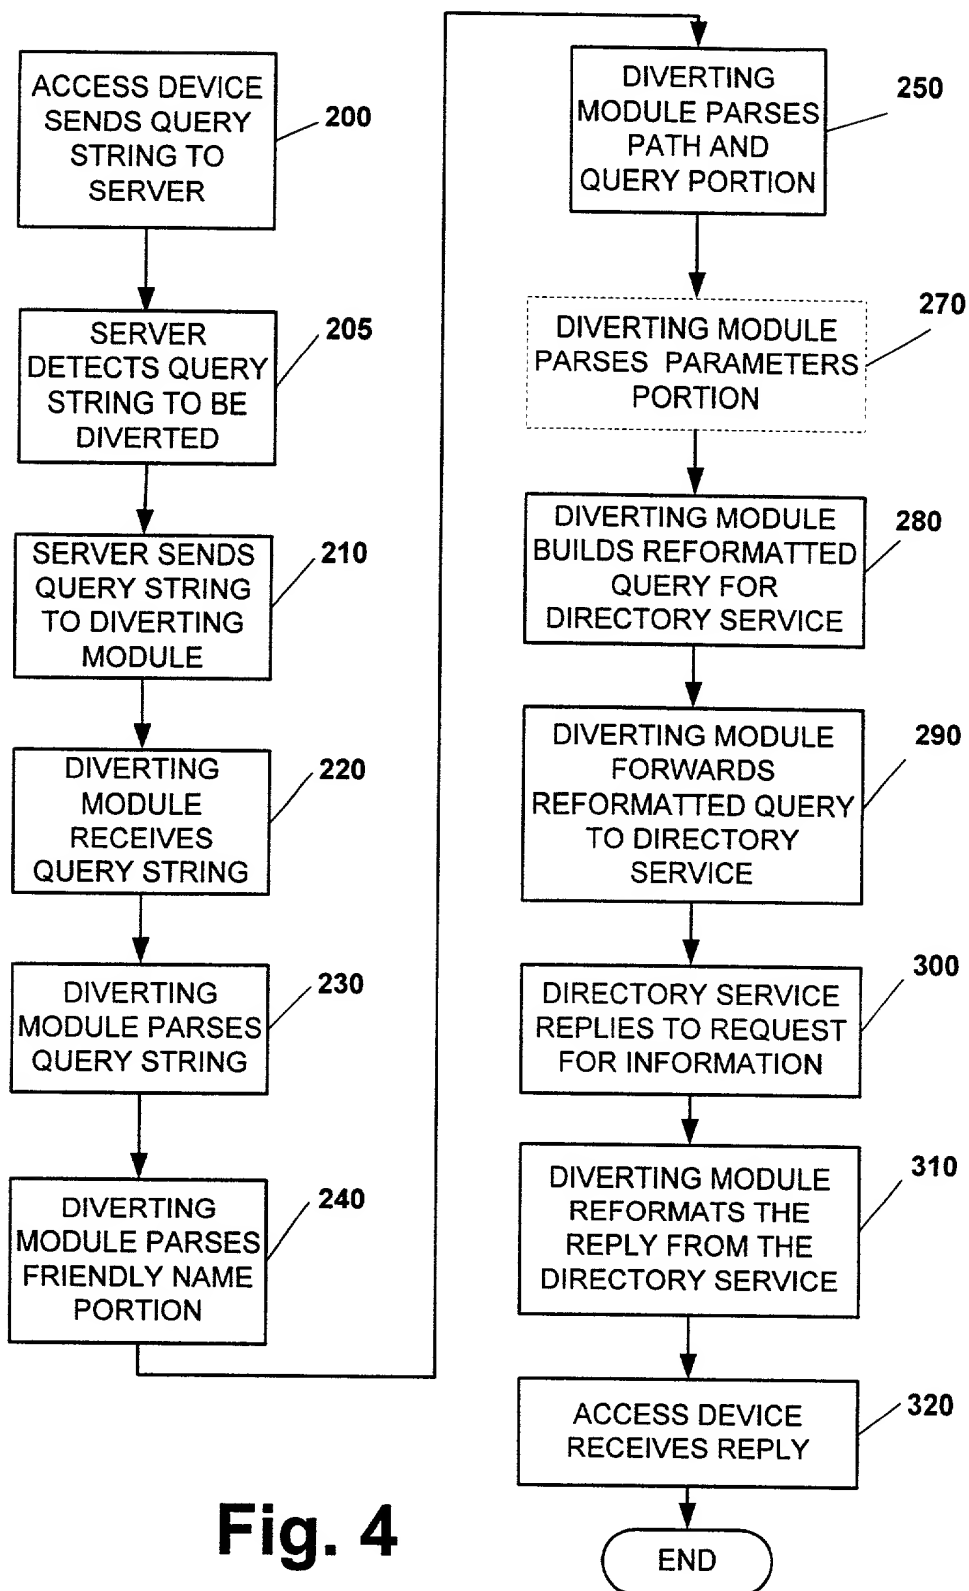 ACCESS DEVICE
SENDS QUERY
STRING TO
SERVER
200
SERVER
DETECTS QUERY
STRING TO BE
DIVERTED
205
SERVER SENDS
QUERY STRING
TO DIVERTING
MODULE
210
DIVERTING
MODULE
RECEIVES
QUERY STRING
220
DIVERTING
MODULE PARSES
QUERY STRING
230
DIVERTING
MODULE PARSES
FRIENDLY NAME
PORTION
240
DIVERTING
MODULE PARSES
PATH AND
QUERY PORTION
250
DIVERTING MODULE
PARSES PARAMETERS
PORTION
270
DIVERTING MODULE
BUILDS REFORMATTED
QUERY FOR
DIRECTORY SERVICE
280
DIVERTING MODULE
FORWARDS
REFORMATTED QUERY
TO DIRECTORY
SERVICE
290
DIRECTORY SERVICE
REPLIES TO REQUEST
FOR INFORMATION
300
DIVERTING MODULE
REFORMATS THE
REPLY FROM THE
DIRECTORY SERVICE
310
ACCESS DEVICE
RECEIVES REPLY
320
END
Fig. 4